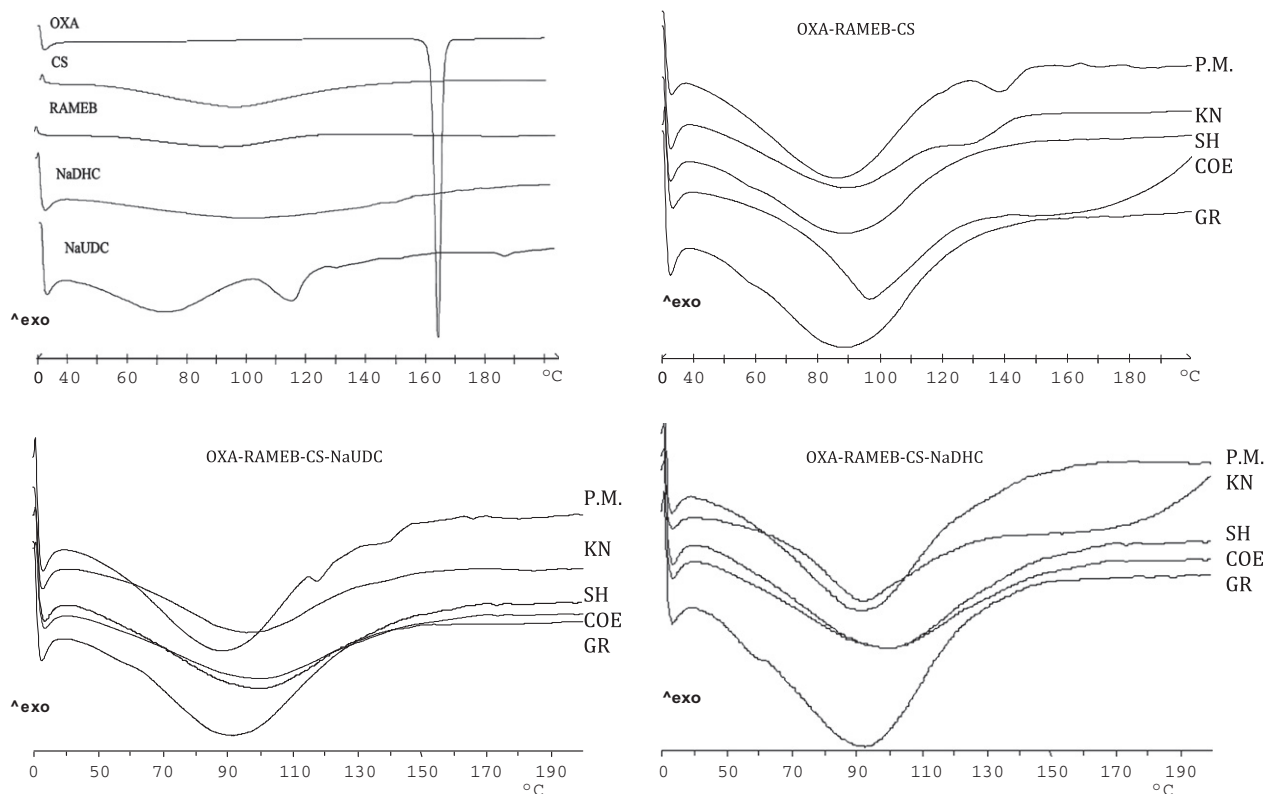 OXA
CS
RAMEB
NaDHC
NaUDC
^exo
0 40 60 80 100 120 140 160 180 °C
OXA-RAMEB-CS
P.M.
KN
SH
COE
GR
^exo
0 40 60 80 100 120 140 160 180 °C
OXA-RAMEB-CS-NaUDC
P.M.
KN
SH
COE
GR
^exo
0 50 70 90 110 130 150 170 190
°C
OXA-RAMEB-CS-NaDHC
P.M.
KN
SH
COE
GR
^exo
0 50 70 90 110 130 150 170 190
°C